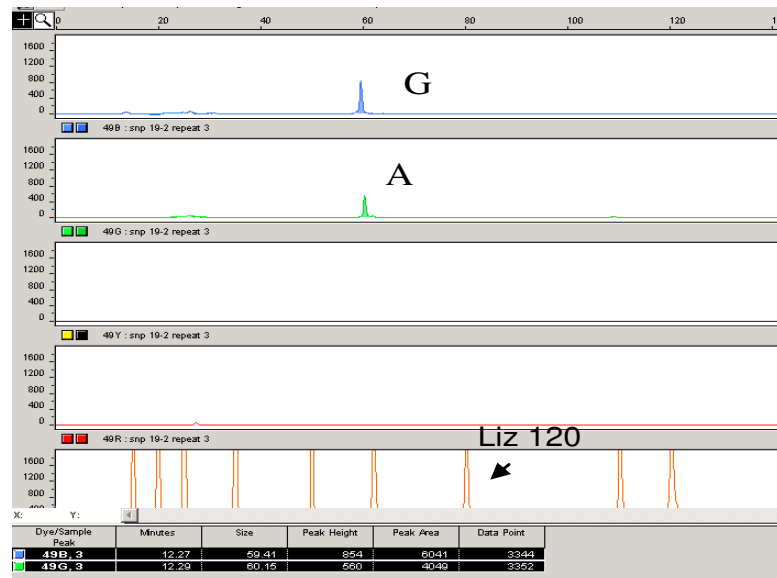 0 20 40 60 80 100 120
1600
1200
800
400
0
G
49B : snp 19-2 repeat 3
1600
1200
800
400
0
A
49G : snp 19-2 repeat 3
1600
1200
800
400
0
49Y : snp 19-2 repeat 3
1600
1200
800
400
0
49R : snp 19-2 repeat 3
Liz 120
1600
1200
800
400
X: Y:
Dye/Sample Peak Minutes Size Peak Height Peak Area Data Point
49B, 3 12.27 59.41 854 6041 3344
49G, 3 12.29 60.15 560 4049 3352